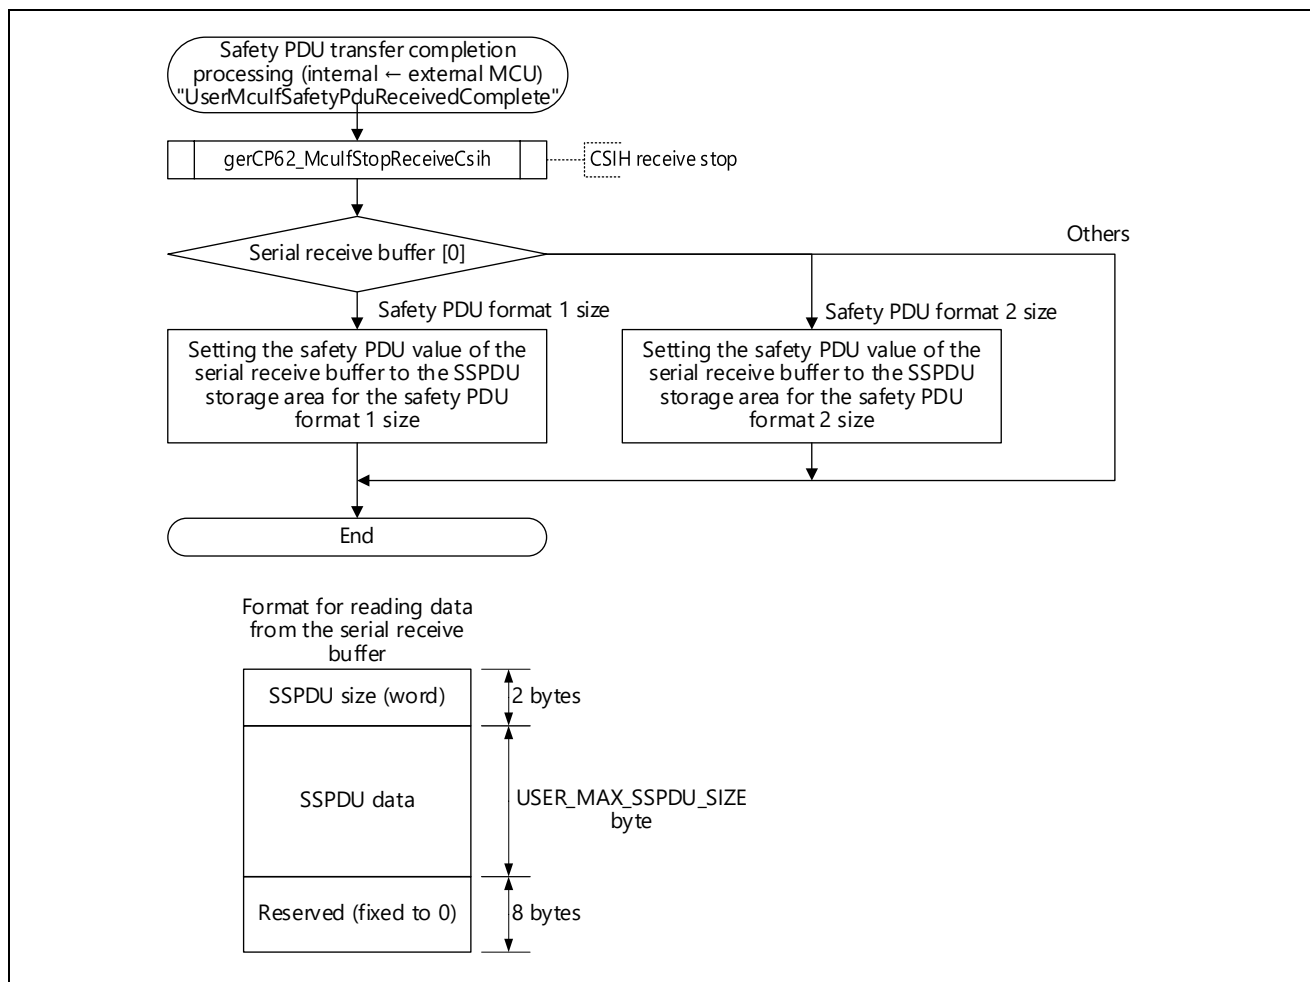 Safety PDU transfer completion
processing (internal ← external MCU)
"UserMcuIfSafetyPduReceivedComplete"
gerCP62_McuIfStopReceiveCsih
CSIH receive stop
Serial receive buffer [0]
Others
Safety PDU format 1 size
Safety PDU format 2 size
Setting the safety PDU value of the
serial receive buffer to the SSPDU
storage area for the safety PDU
format 1 size
Setting the safety PDU value of the
serial receive buffer to the SSPDU
storage area for the safety PDU
format 2 size
End
Format for reading data
from the serial receive
buffer
SSPDU size (word)
2 bytes
SSPDU data
USER_MAX_SSPDU_SIZE
byte
Reserved (fixed to 0)
8 bytes